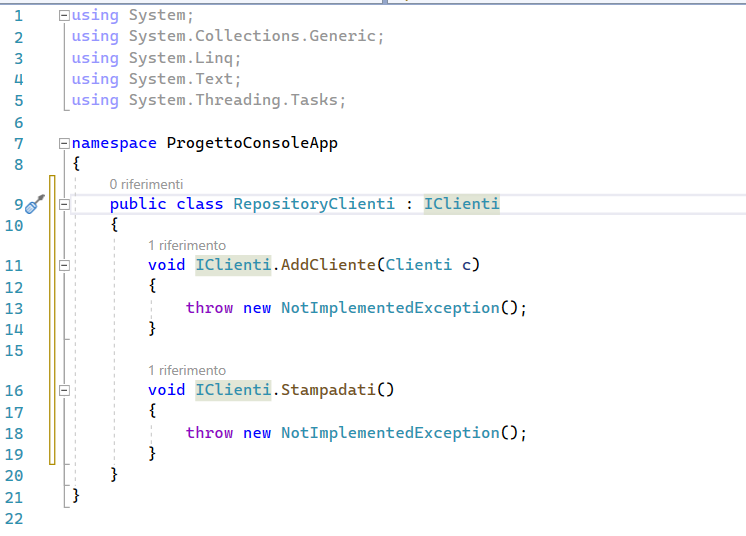 1 using System;
2 using System.Collections.Generic;
3 using System.Linq;
4 using System.Text;
5 using System.Threading.Tasks;
6
7 namespace ProgettoConsoleApp
8 {
0 riferimenti
9 public class RepositoryClienti : IClienti
10 {
1 riferimento
11 void IClienti.AddCliente(Clienti c)
12 {
13 throw new NotImplementedException();
14 }
15
1 riferimento
16 void IClienti.Stampadati()
17 {
18 throw new NotImplementedException();
19 }
20 }
21 }
22